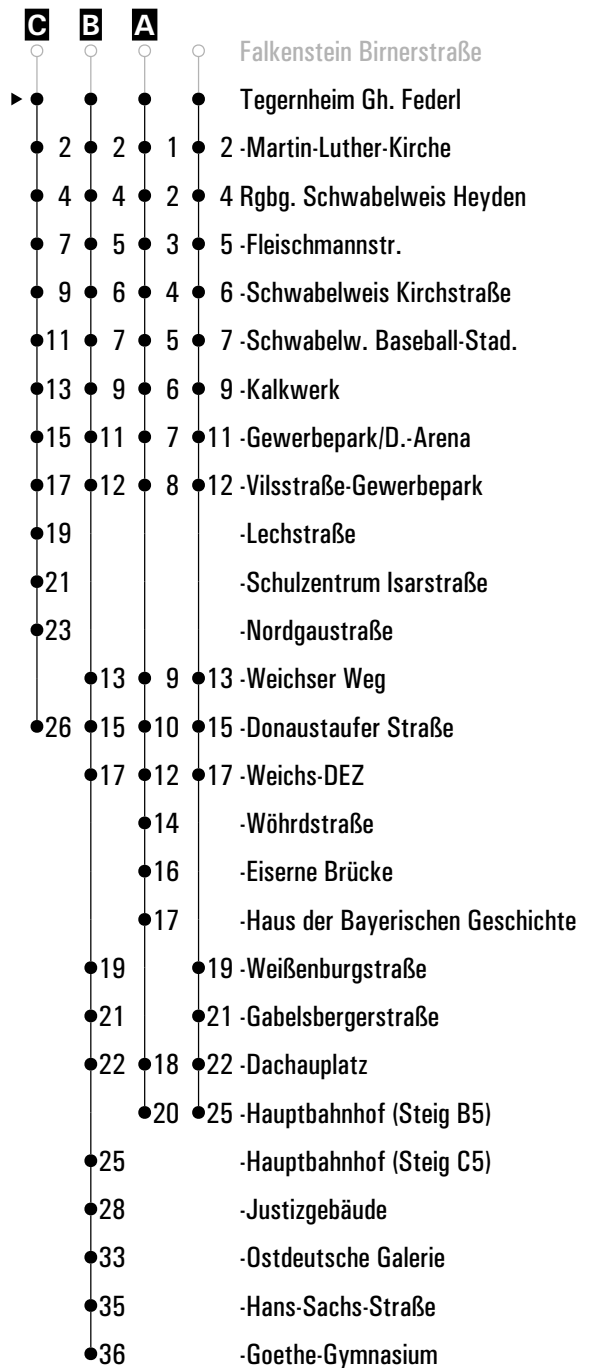 C B A
Falkenstein Birnerstraße
Tegernheim Gh. Federl
2 2 1 2 -Martin-Luther-Kirche
4 4 2 4 Rgbg. Schwabelweis Heyden
7 5 3 5 -Fleischmannstr.
9 6 4 6 -Schwabelweis Kirchstraße
11 7 5 7 -Schwabelw. Baseball-Stad.
13 9 6 9 -Kalkwerk
15 11 7 11 -Gewerbepark/D.-Arena
17 12 8 12 -Vilsstraße-Gewerbepark
19 -Lechstraße
21 -Schulzentrum Isarstraße
23 -Nordgaustraße
13 9 13 -Weichser Weg
26 15 10 15 -Donaustaufer Straße
17 12 17 -Weichs-DEZ
14 -Wöhrdstraße
16 -Eiserne Brücke
17 -Haus der Bayerischen Geschichte
19 19 -Weißenburgstraße
21 21 -Gabelsbergerstraße
22 18 22 -Dachauplatz
20 25 -Hauptbahnhof (Steig B5)
25 -Hauptbahnhof (Steig C5)
28 -Justizgebäude
33 -Ostdeutsche Galerie
35 -Hans-Sachs-Straße
36 -Goethe-Gymnasium